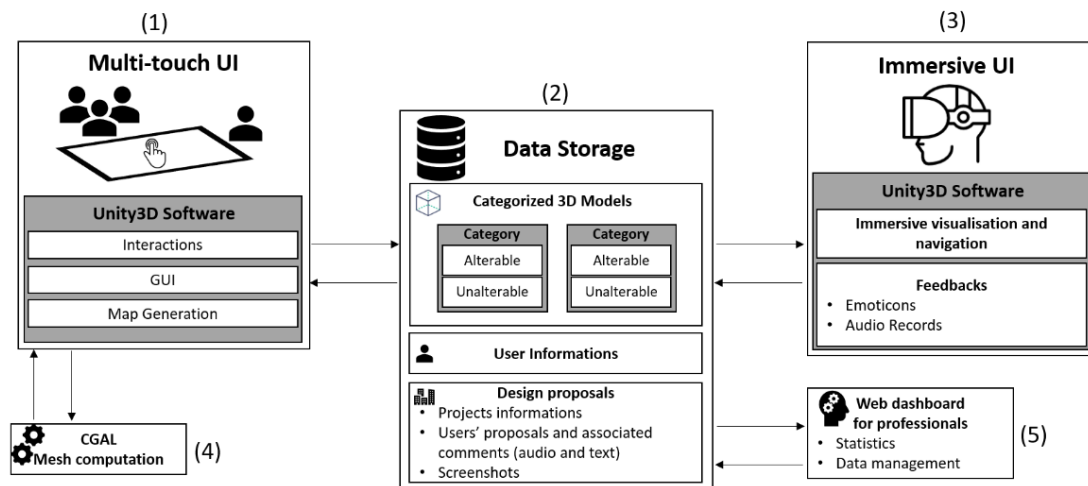 (1)
Multi-touch UI
Unity3D Software
Interactions
GUI
Map Generation
CGAL
Mesh computation
(4)
(2)
Data Storage
Categorized 3D Models
Category
Alterable
Unalterable
Category
Alterable
Unalterable
User Informations
Design proposals
• Projects informations
• Users' proposals and associated
comments (audio and text)
• Screenshots
(3)
Immersive UI
Unity3D Software
Immersive visualisation and
navigation
Feedbacks
• Emoticons
• Audio Records
Web dashboard
for professionals
• Statistics
• Data management
(5)